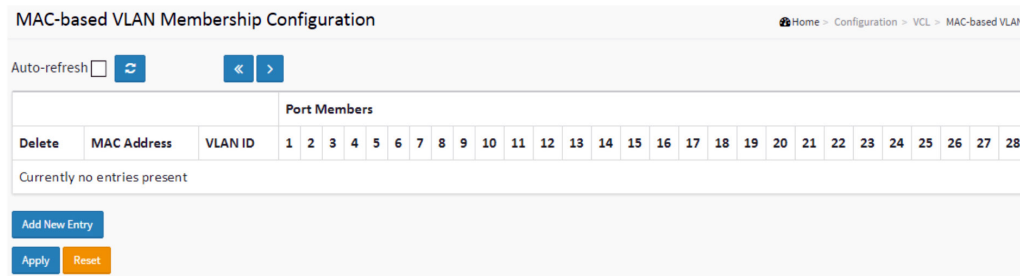 MAC-based VLAN Membership Configuration
Home > Configuration > VCL > MAC-based VLAN
Auto-refresh « >
Port Members
Delete MAC Address VLAN ID 1 2 3 4 5 6 7 8 9 10 11 12 13 14 15 16 17 18 19 20 21 22 23 24 25 26 27 28
Currently no entries present
Add New Entry
Apply Reset